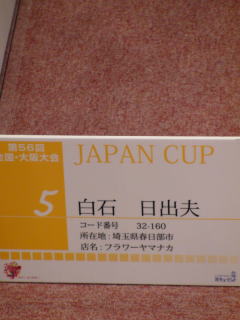 第56回
全国・大阪大会
JAPAN CUP
5
白石　日出夫
コード番号　32-160
所在地：埼玉県春日部市
店名：フラワーヤマナカ